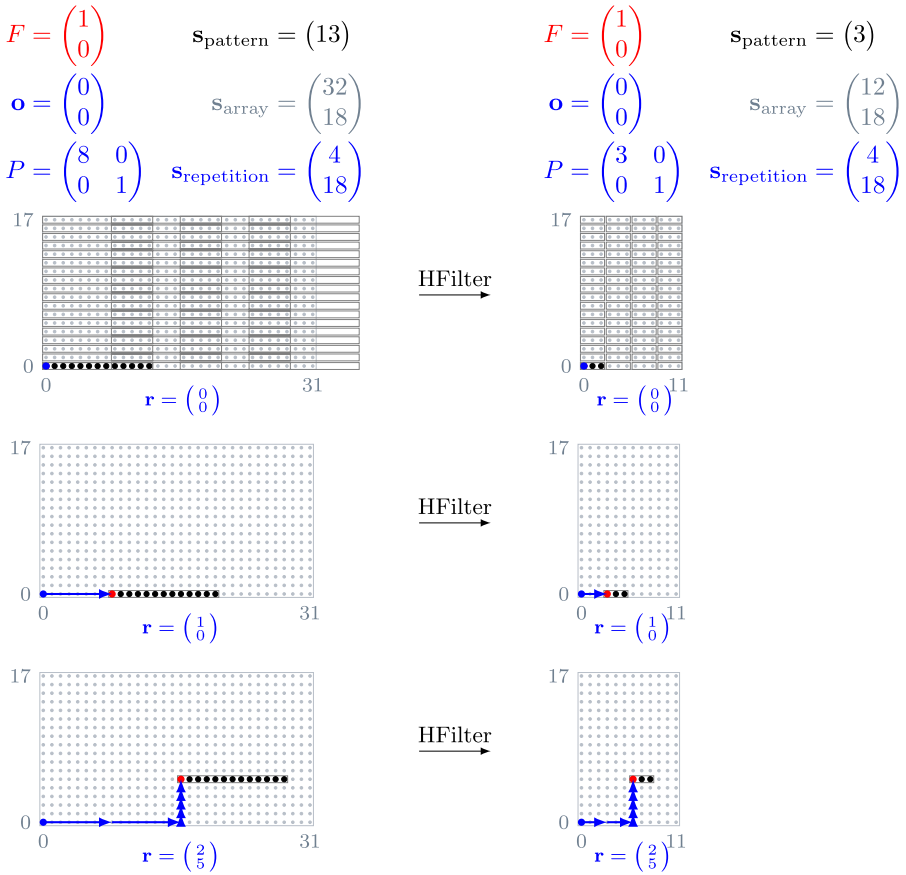 F = (1 0) s_pattern = (13) F = (1 0) s_pattern = (3)
o = (0 0) s_array = (32 18) o = (0 0) s_array = (12 18)
P = (8 0 0 1) s_repetition = (4 18) P = (3 0 0 1) s_repetition = (4 18)
17
HFilter
0
0 31 0 11
r = (0 0) r = (0 0)
17 17
HFilter
0 0
0 31 0 11
r = (1 0) r = (1 0)
17 17
HFilter
0 0
0 31 0 11
r = (2 5) r = (2 5)